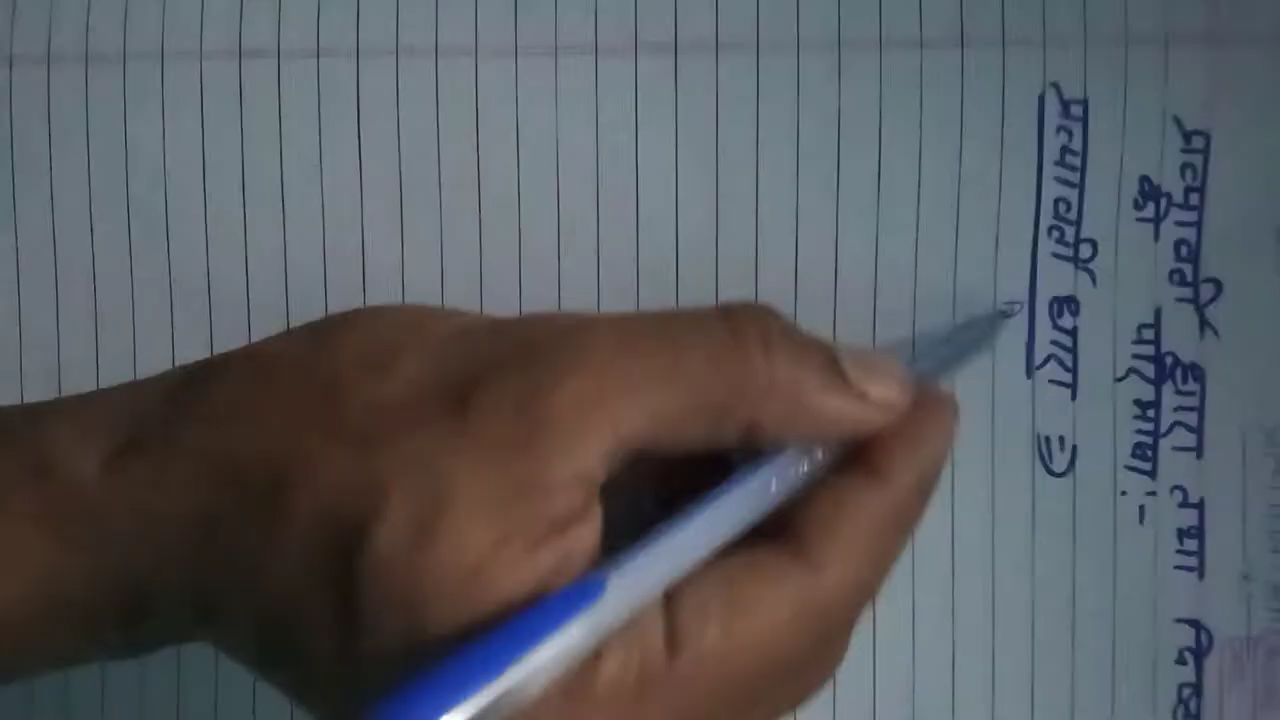 प्रत्यावर्ती धारा तथा
की परिभाषा:-
प्रत्यावर्ती धारा ⇒